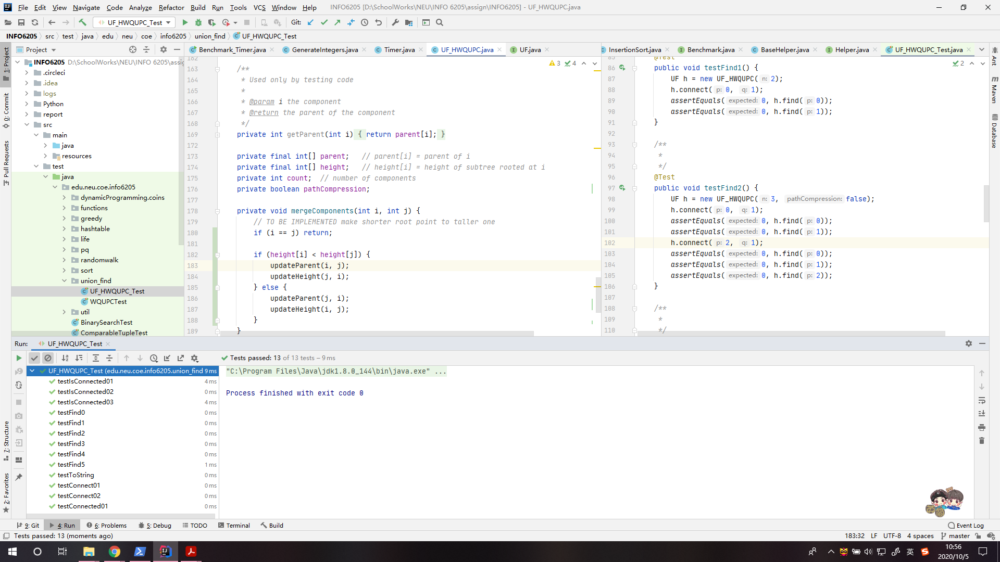 File Edit View Navigate Code Analyze Refactor Build Run Tools VCS Window Help INFO6205 [D:\SchoolWorks\NEU\INFO 6205\assign\INFO6205] - UF_HWQUPC.java
UF_HWQUPC_Test Git:
INFO6205 src test java edu neu coe info6205 union_find UF_HWQUPC_Test
Project
Benchmark_Timer.java GenerateIntegers.java Timer.java UF_HWQUPC.java UF.java
InsertionSort.java Benchmark.java BaseHelper.java Helper.java UF_HWQUPC_Test.java
1: Project
0: Commit
Pull Requests
7: Structure
2: Favorites
INFO6205 D:\SchoolWorks\NEU\INFO 6205\assig
.circleci
.idea
logs
Python
report
src
main
java
resources
test
java
edu.neu.coe.info6205
dynamicProgramming.coins
functions
greedy
hashtable
life
pq
randomwalk
sort
union_find
UF_HWQUPC_Test
WQUPCTest
util
BinarySearchTest
ComparableTupleTest
3 4
162
163 /**
164 * Used only by testing code
165 *
166 * @param i the component
167 * @return the parent of the component
168 */
169 private int getParent(int i) { return parent[i]; }
172
173 private final int[] parent; // parent[i] = parent of i
174 private final int[] height; // height[i] = height of subtree rooted at i
175 private int count; // number of components
176 private boolean pathCompression;
177
178 private void mergeComponents(int i, int j) {
179 // TO BE IMPLEMENTED make shorter root point to taller one
180 if (i == j) return;
181
182 if (height[i] < height[j]) {
183 updateParent(i, j);
184 updateHeight(j, i);
185 } else {
186 updateParent(j, i);
187 updateHeight(i, j);
188 }
189 }
2
85 @Test
86 public void testFind1() {
87 UF h = new UF_HWQUPC( n: 2);
88 h.connect( p: 0, q: 1);
89 assertEquals( expected: 0, h.find( p: 0));
90 assertEquals( expected: 0, h.find( p: 1));
91 }
92
93 /**
94 *
95 */
96 @Test
97 public void testFind2() {
98 UF h = new UF_HWQUPC( n: 3, pathCompression: false);
99 h.connect( p: 0, q: 1);
100 assertEquals( expected: 0, h.find( p: 0));
101 assertEquals( expected: 0, h.find( p: 1));
102 h.connect( p: 2, q: 1);
103 assertEquals( expected: 0, h.find( p: 0));
104 assertEquals( expected: 0, h.find( p: 1));
105 assertEquals( expected: 0, h.find( p: 2));
106 }
107
108 /**
109 *
110 */
Ant
m Maven
Database
Run: UF_HWQUPC_Test
Tests passed: 13 of 13 tests – 9 ms
UF_HWQUPC_Test (edu.neu.coe.info6205.union_find 9 ms
testIsConnected01 4 ms
testIsConnected02 0 ms
testIsConnected03 4 ms
testFind0 0 ms
testFind1 0 ms
testFind2 0 ms
testFind3 0 ms
testFind4 0 ms
testFind5 1 ms
testToString 0 ms
testConnect01 0 ms
testConnect02 0 ms
testConnected01 0 ms
"C:\Program Files\Java\jdk1.8.0_144\bin\java.exe" ...
Process finished with exit code 0
9: Git 4: Run 6: Problems 5: Debug TODO Terminal Build Event Log
Tests passed: 13 (moments ago) 183:32 LF UTF-8 4 spaces master
英 10:56
2020/10/5